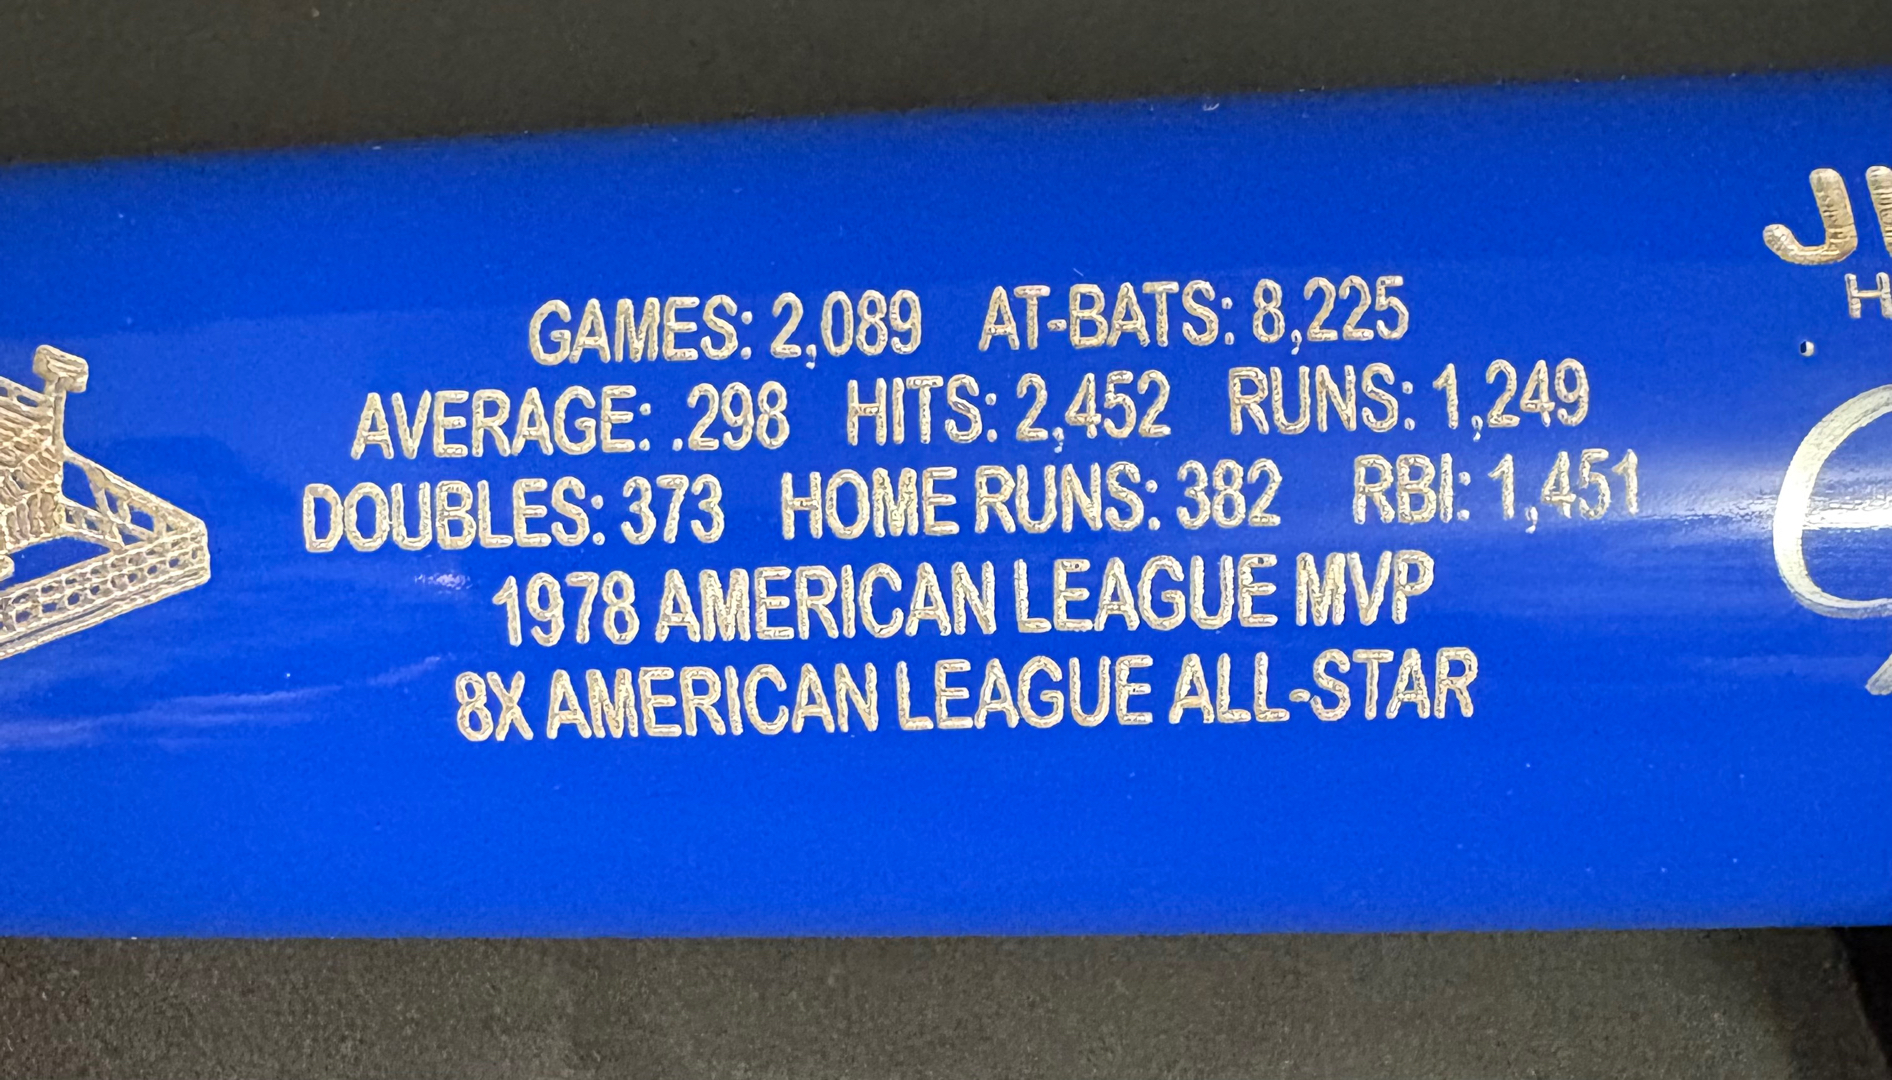 GAMES: 2,089 AT-BATS: 8,225
AVERAGE: .298 HITS: 2,452 RUNS: 1,249
DOUBLES: 373 HOME RUNS: 382 RBI: 1,451
1978 AMERICAN LEAGUE MVP
8X AMERICAN LEAGUE ALL-STAR